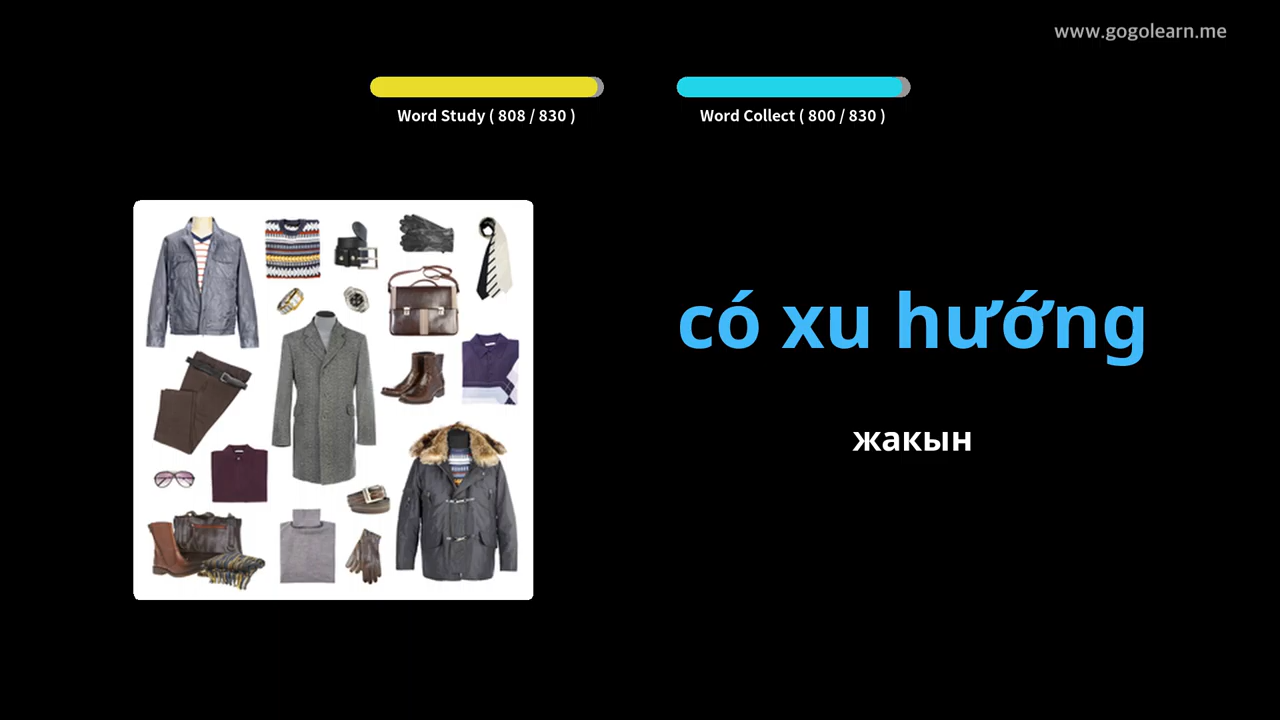 www.gogolearn.me
Word Study ( 808 / 830 )
Word Collect ( 800 / 830 )
có xu hướng
жакын